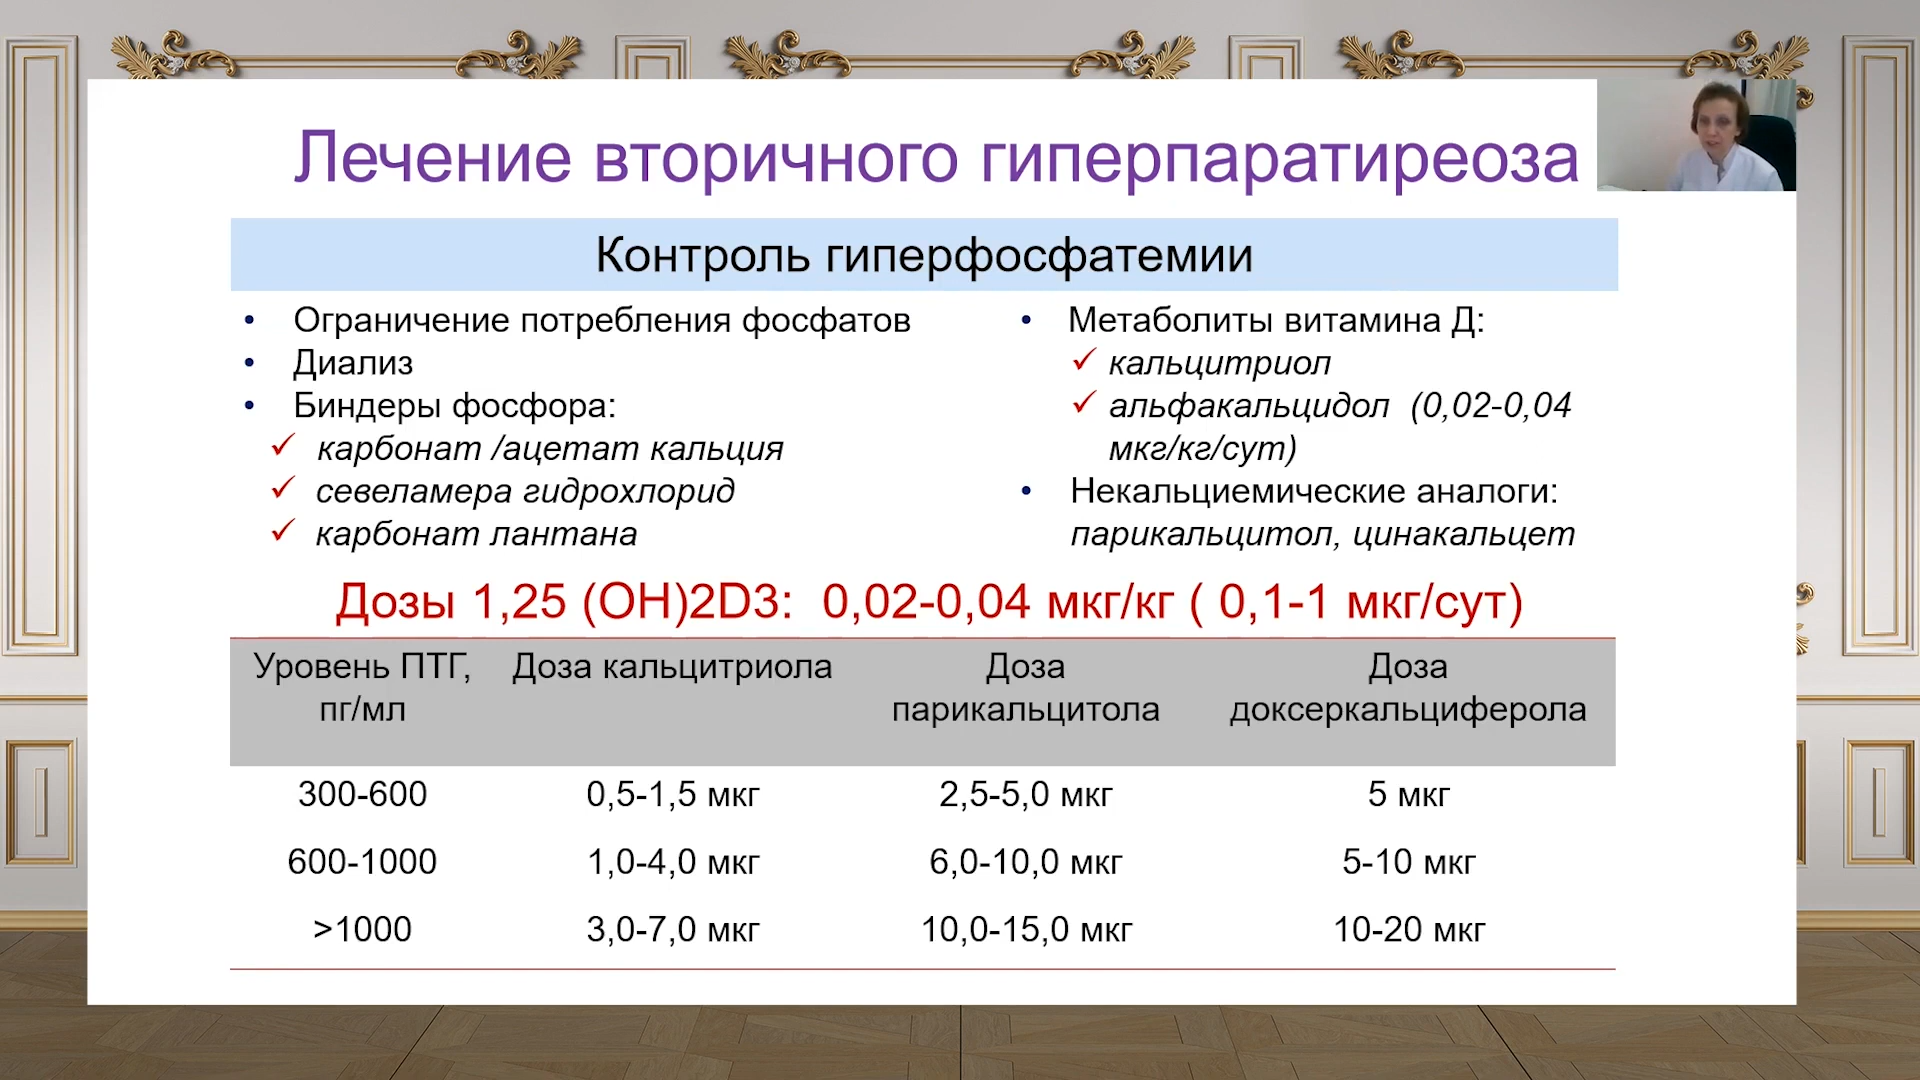 Лечение вторичного гиперпаратиреоза
Контроль гиперфосфатемии
• Ограничение потребления фосфатов
• Диализ
• Биндеры фосфора:
✓ карбонат /ацетат кальция
✓ севеламера гидрохлорид
✓ карбонат лантана
• Метаболиты витамина Д:
✓ кальцитриол
✓ альфакальцидол (0,02-0,04
мкг/кг/сут)
• Некальциемические аналоги:
парикальцитол, цинакальцет
Дозы 1,25 (OH)2D3: 0,02-0,04 мкг/кг ( 0,1-1 мкг/сут)
Уровень ПТГ, пг/мл Доза кальцитриола Доза парикальцитола Доза доксеркальциферола
300-600 0,5-1,5 мкг 2,5-5,0 мкг 5 мкг
600-1000 1,0-4,0 мкг 6,0-10,0 мкг 5-10 мкг
>1000 3,0-7,0 мкг 10,0-15,0 мкг 10-20 мкг